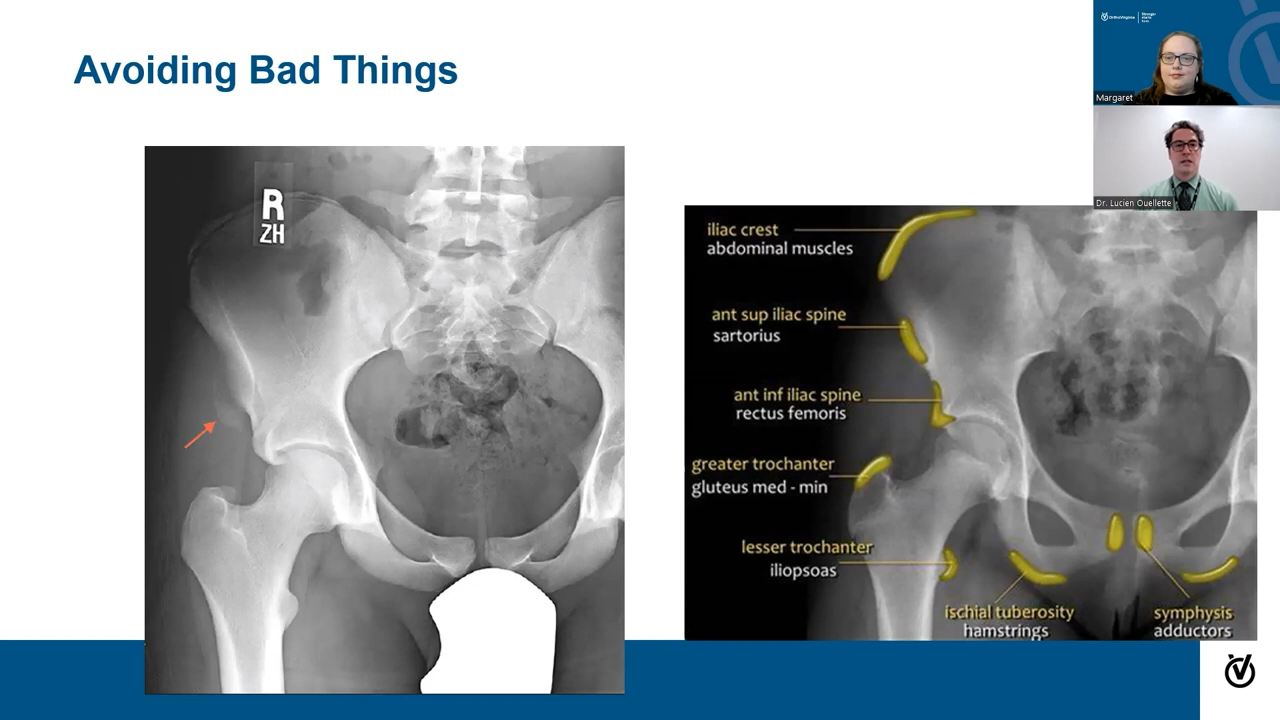 Avoiding Bad Things
OrthoVirginia
Margaret
Dr. Lucien Ouellette
R
ZH
iliac crest
abdominal muscles
ant sup iliac spine
sartorius
ant inf iliac spine
rectus femoris
greater trochanter
gluteus med - min
lesser trochanter
iliopsoas
ischial tuberosity
hamstrings
symphysis
adductors